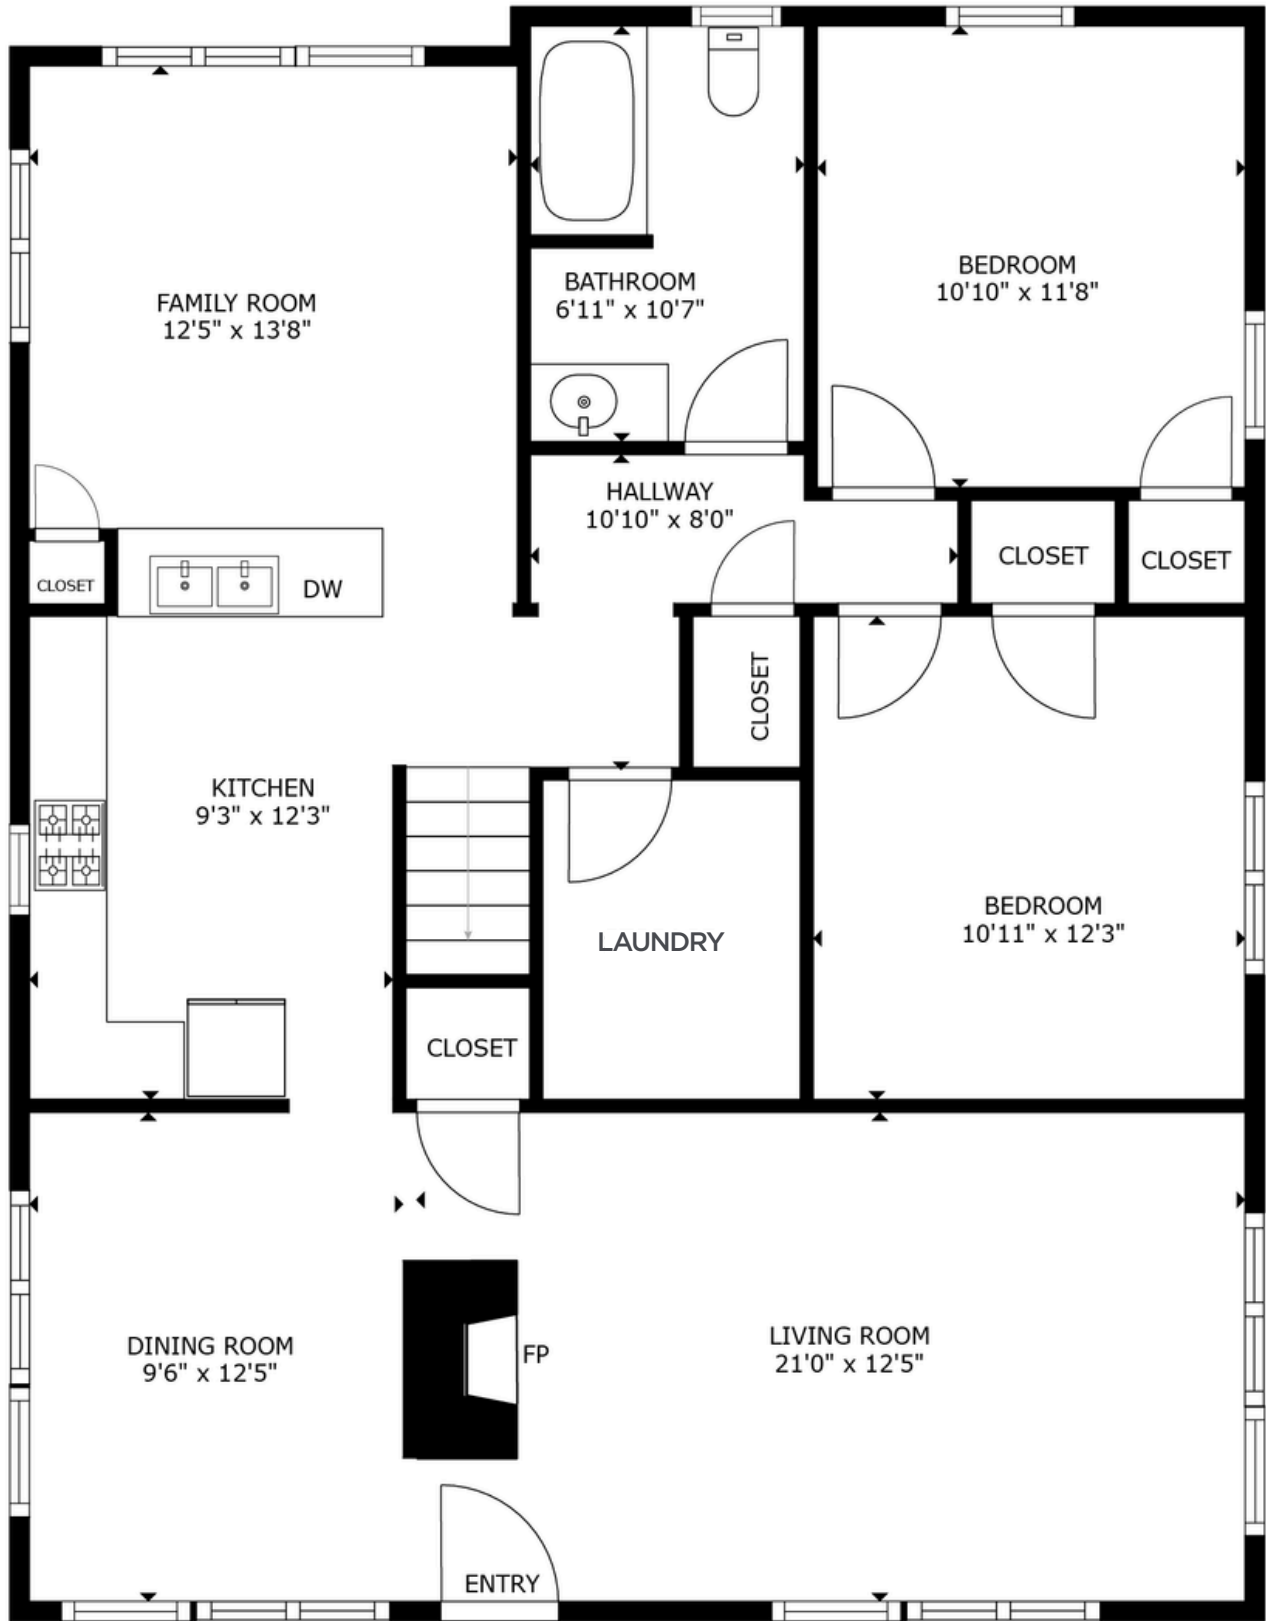 FAMILY ROOM
12'5" x 13'8"
BATHROOM
6'11" x 10'7"
BEDROOM
10'10" x 11'8"
HALLWAY
10'10" x 8'0"
CLOSET
DW
CLOSET
CLOSET
CLOSET
KITCHEN
9'3" x 12'3"
LAUNDRY
BEDROOM
10'11" x 12'3"
CLOSET
DINING ROOM
9'6" x 12'5"
FP
LIVING ROOM
21'0" x 12'5"
ENTRY